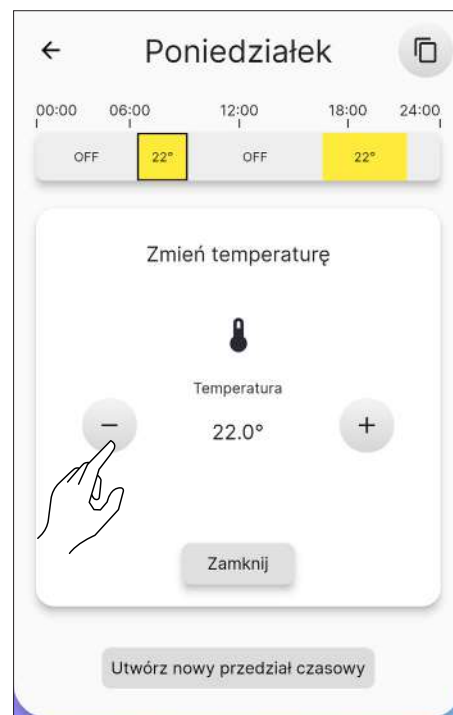 Poniedziałek
00:00 06:00 12:00 18:00 24:00
OFF 22° OFF 22°
Zmień temperaturę
Temperatura
22.0°
Zamknij
Utwórz nowy przedział czasowy